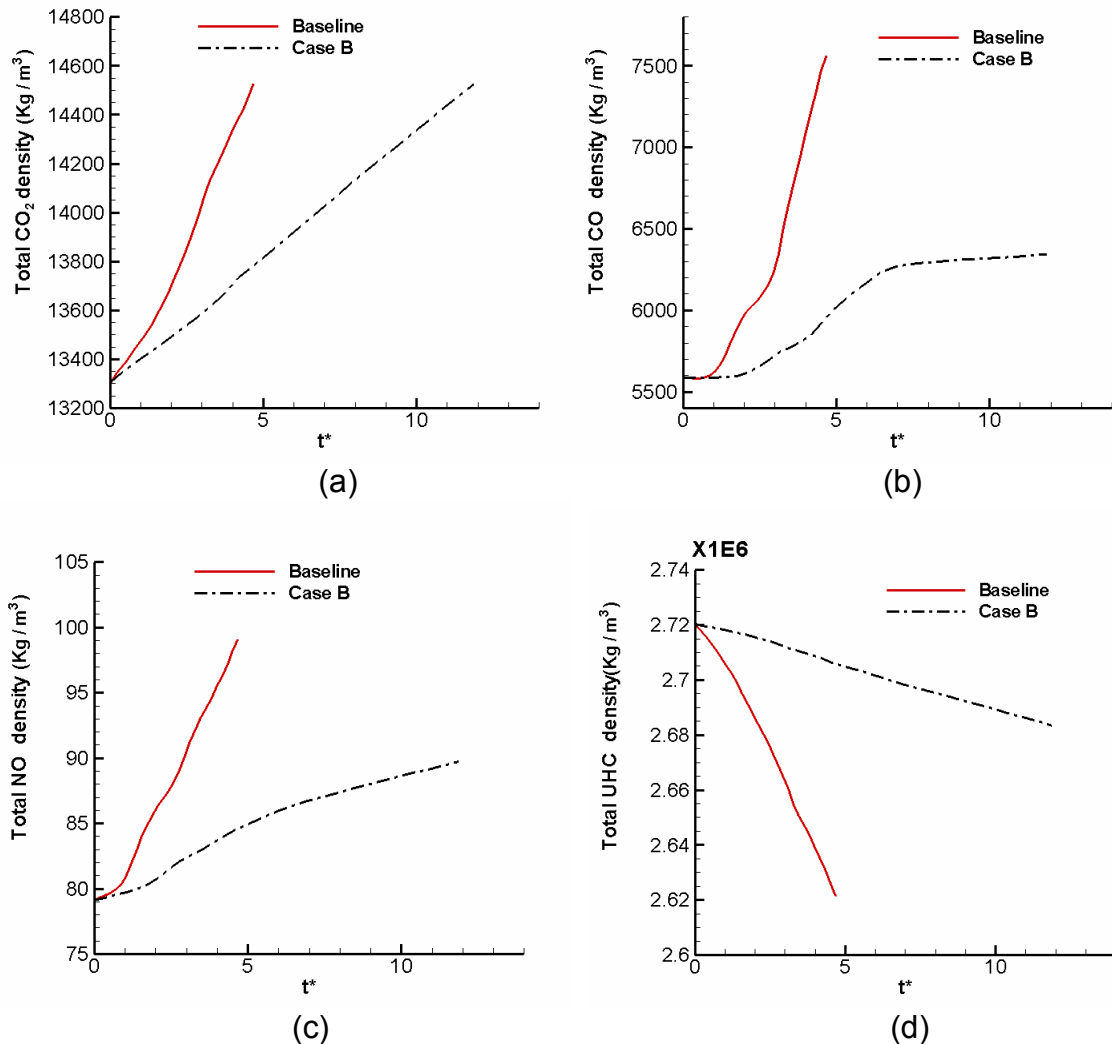 Total CO2 density (Kg / m3)
14800
14600
14400
14200
14000
13800
13600
13400
13200
Baseline
Case B
0 5 10
t*
(a)
Total CO density (Kg / m3)
7500
7000
6500
6000
5500
Baseline
Case B
0 5 10
t*
(b)
Total NO density (Kg / m3)
105
100
95
90
85
80
75
Baseline
Case B
0 5 10
t*
(c)
X1E6
Total UHC density(Kg / m3)
2.74
2.72
2.7
2.68
2.66
2.64
2.62
2.6
Baseline
Case B
0 5 10
t*
(d)